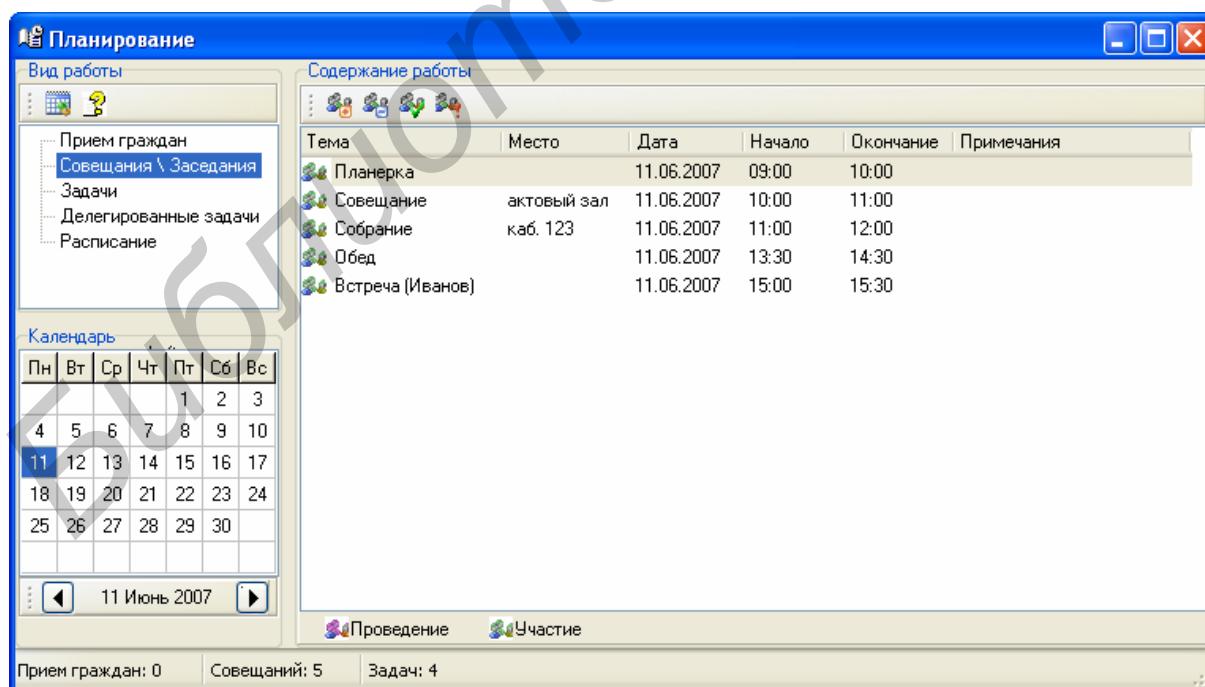 Планирование
Вид работы
Прием граждан
Совещания \ Заседания
Задачи
Делегированные задачи
Расписание
Календарь
Пн Вт Ср Чт Пт Сб Вс
1 2 3
4 5 6 7 8 9 10
11 12 13 14 15 16 17
18 19 20 21 22 23 24
25 26 27 28 29 30
11 Июнь 2007
Содержание работы
Тема Место Дата Начало Окончание Примечания
Планерка 11.06.2007 09:00 10:00
Совещание актовый зал 11.06.2007 10:00 11:00
Собрание каб. 123 11.06.2007 11:00 12:00
Обед 11.06.2007 13:30 14:30
Встреча (Иванов) 11.06.2007 15:00 15:30
Проведение Участие
Прием граждан: 0 Совещаний: 5 Задач: 4
Библиот